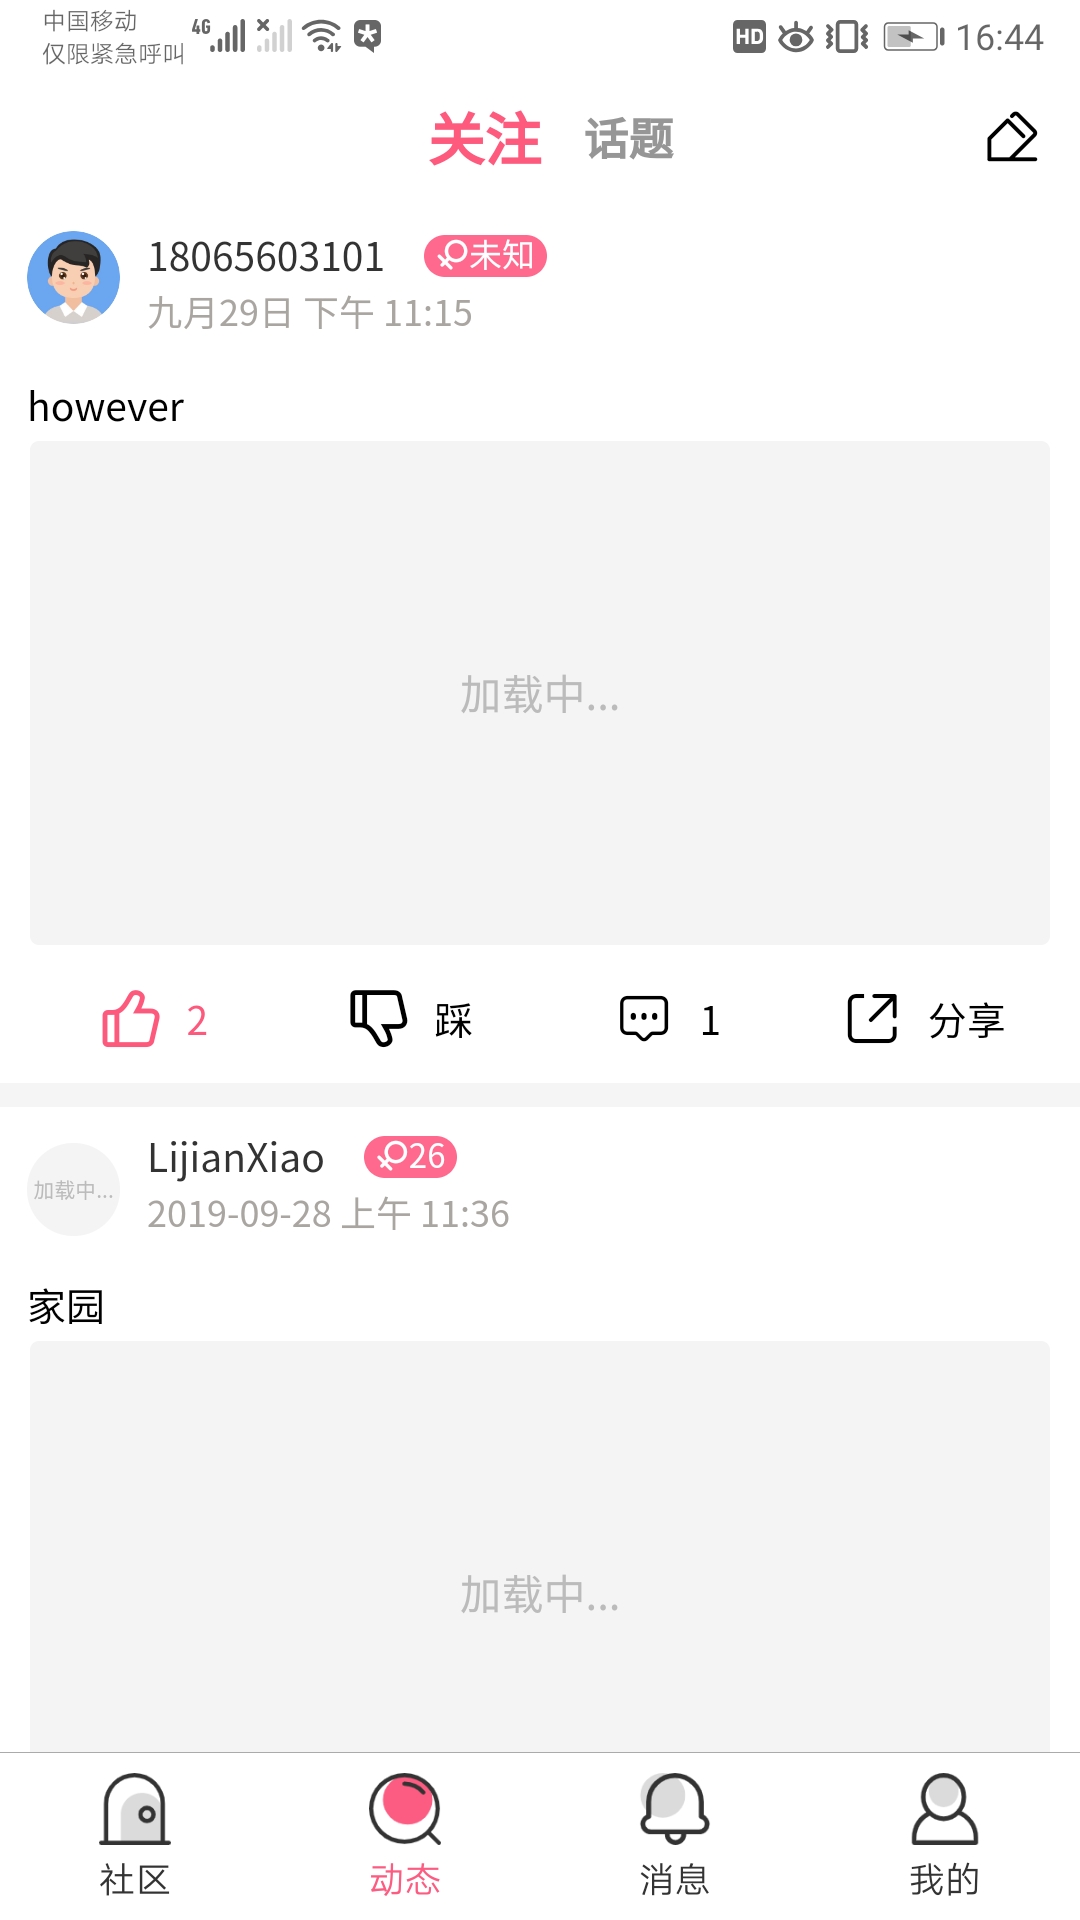 中国移动
仅限紧急呼叫
4G
HD
16:44
关注 话题
18065603101 未知
九月29日 下午 11:15
however
加载中...
2 踩 1 分享
LijianXiao 26
加载中...
2019-09-28 上午 11:36
家园
加载中...
社区 动态 消息 我的